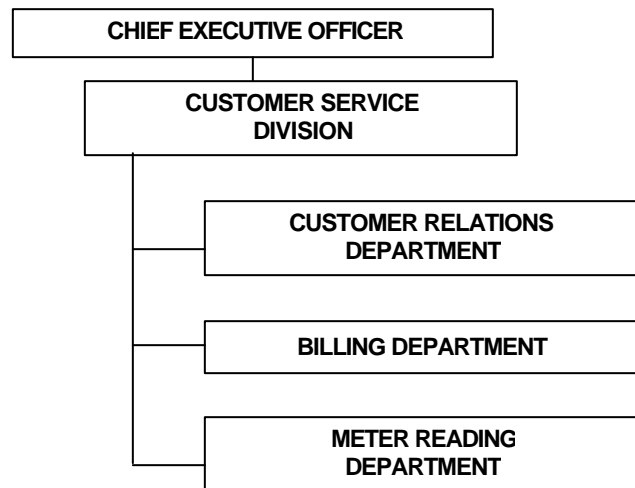 CHIEF EXECUTIVE OFFICER
CUSTOMER SERVICE
DIVISION
CUSTOMER RELATIONS
DEPARTMENT
BILLING DEPARTMENT
METER READING
DEPARTMENT